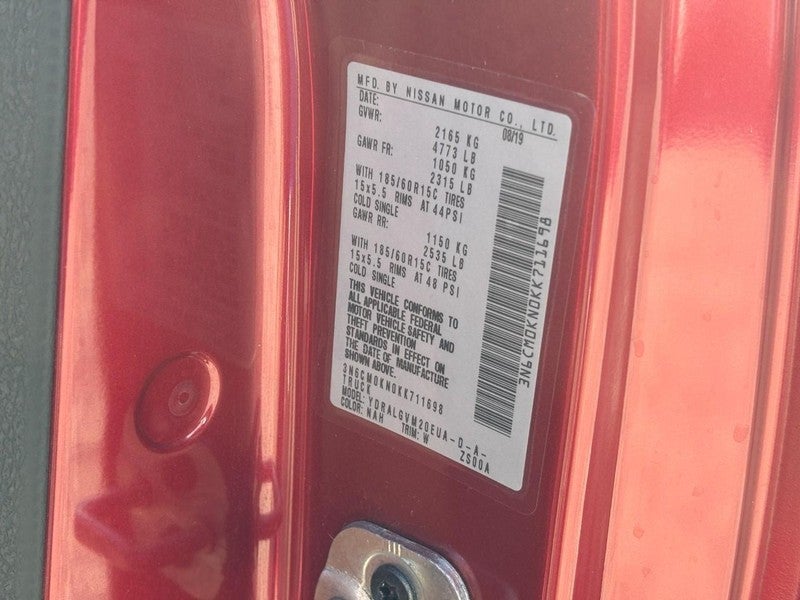 MFD. BY NISSAN MOTOR CO., LTD.
DATE: 08/19
GVWR: 2165 KG
4773 LB
GAWR FR: 1050 KG
2315 LB
WITH 185/60R15C TIRES
15x5.5 RIMS AT 44PSI
COLD SINGLE
GAWR RR: 1150 KG
2535 LB
WITH 185/60R15C TIRES
15x5.5 RIMS AT 48 PSI
COLD SINGLE
THIS VEHICLE CONFORMS TO
ALL APPLICABLE FEDERAL
MOTOR VEHICLE SAFETY AND
THEFT PREVENTION
STANDARDS IN EFFECT ON
THE DATE OF MANUFACTURE
SHOWN ABOVE.
3N6CM0KN0KK711698
TRUCK
MODEL: YDRALGVM20EUA-D-A-
COLOR: NAH TRIM: W ZS00A
3N6CM0KN0KK711698